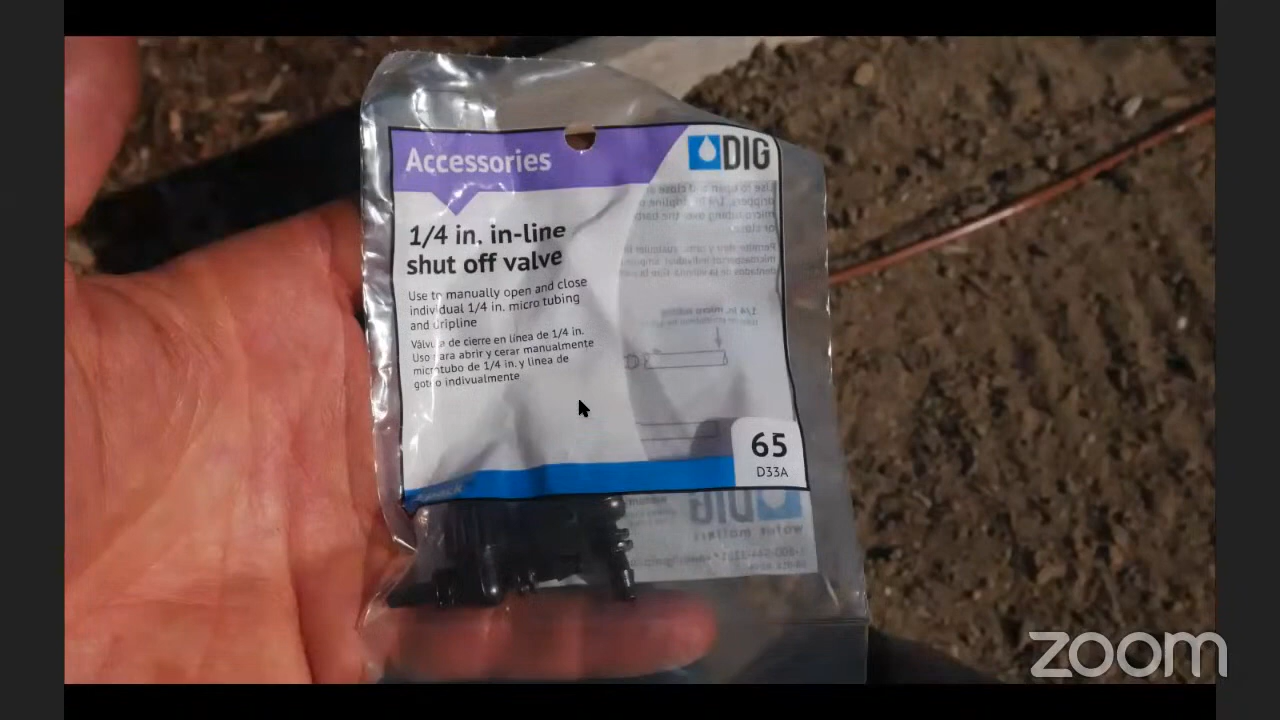 Accessories
DIG
1/4 in. in-line
shut off valve
Use to manually open and close
individual 1/4 in. micro tubing
and dripline
Válvula de cierre en línea de 1/4 in.
Uso para abrir y cerar manualmente
microtubo de 1/4 in. y linea de
goteo indivualmente
65
D33A
DIG
zoom